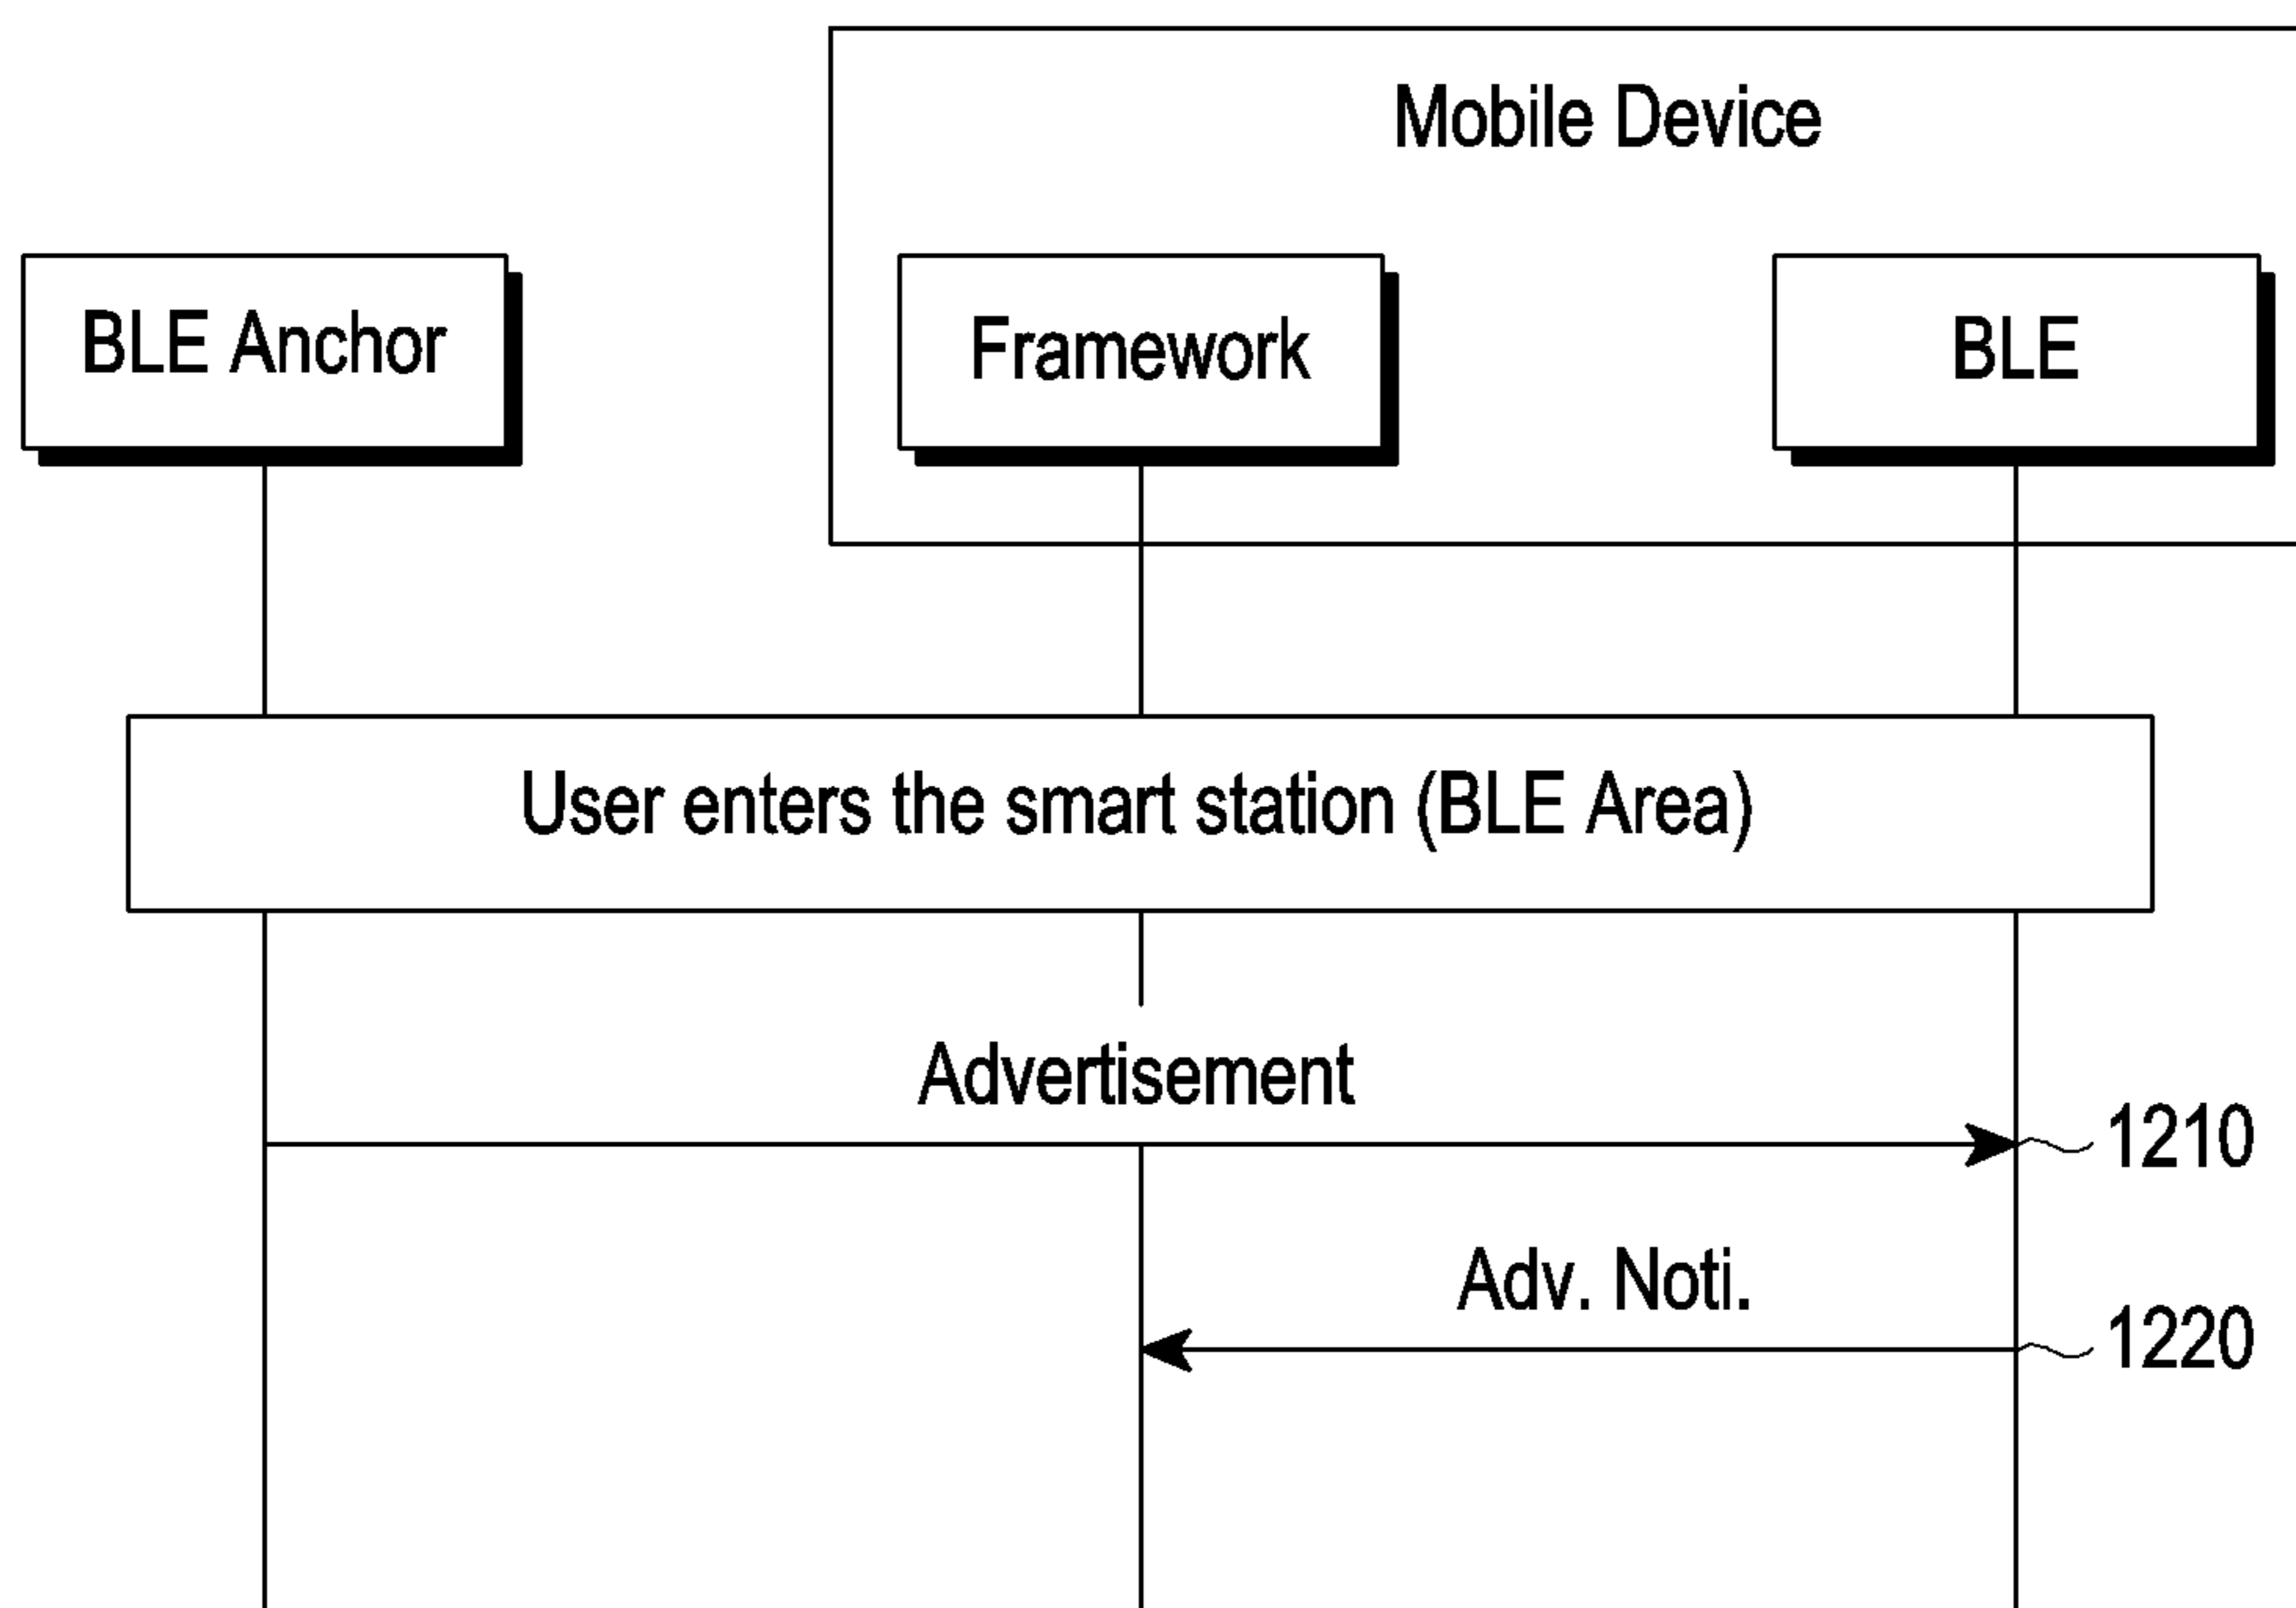 Mobile Device
BLE Anchor
Framework
BLE
User enters the smart station (BLE Area)
Advertisement
1210
Adv. Noti.
1220